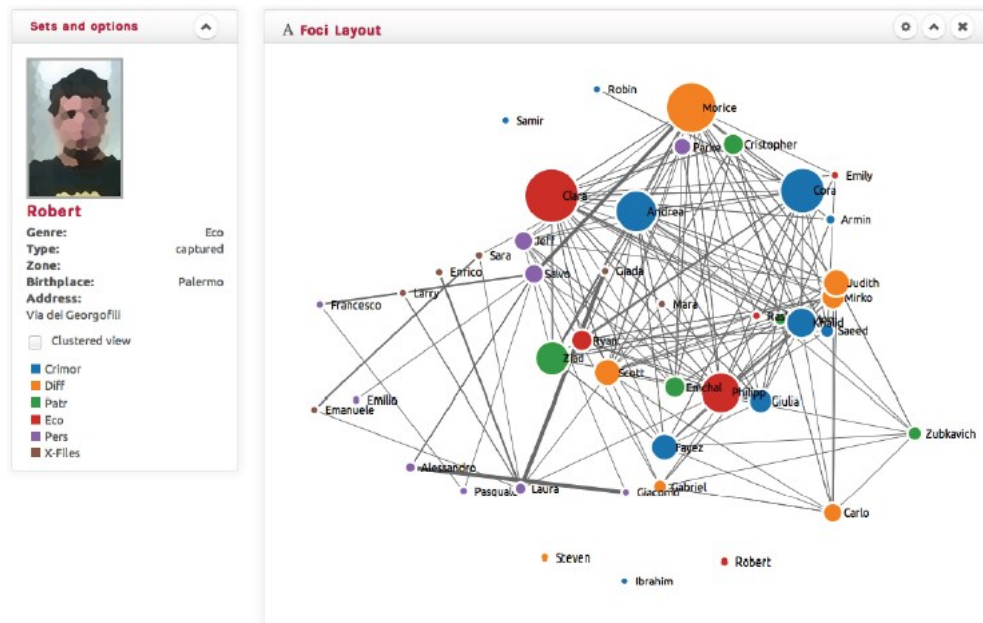 Sets and options
Robert
Genre: Eco
Type: captured
Zone:
Birthplace: Palermo
Address:
Via dei Georgofili
Clustered view
Crimor
Diff
Patr
Eco
Pers
X-Files
A Foci Layout
Robin
Morice
Samir
Cristopher
Emily
Clara
Cora
Andrea
Armin
Jeff
Sara
Enrico
Salvo
Giada
Judith
Larry
Mirko
Francesco
Mara
Khalid
Saeed
Ryan
Ziad
Scott
Emchal
Philipp
Emilio
Giulia
Emanuele
Zubkavich
Fayez
Alessandro
Laura
Gabriel
Giacomo
Carlo
Steven
Robert
Ibrahim